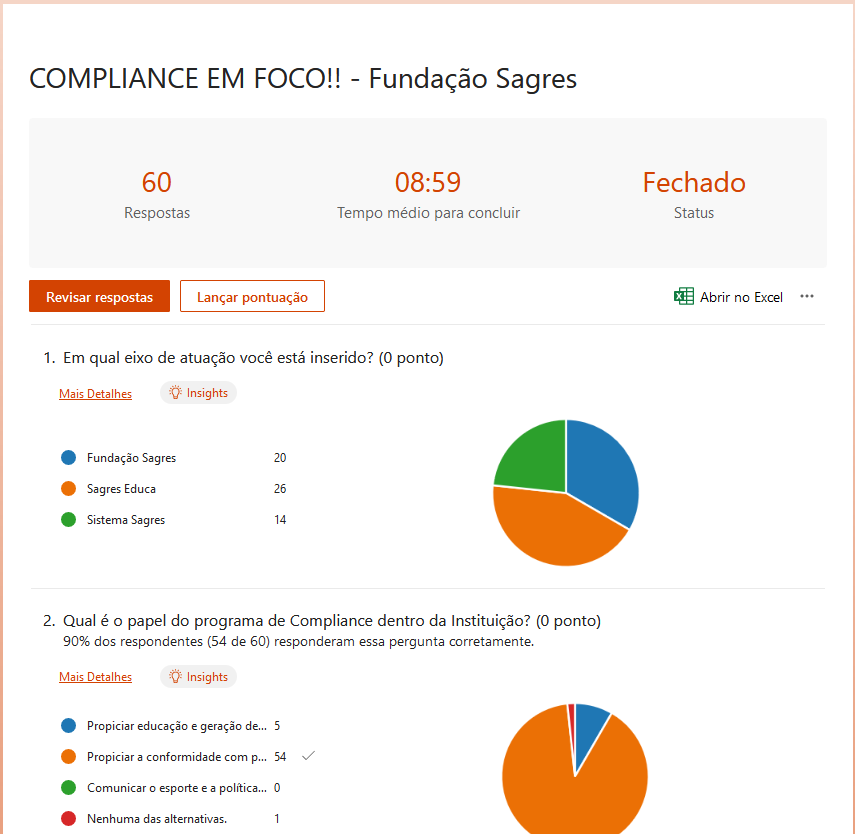 COMPLIANCE EM FOCO!! - Fundação Sagres
60
Respostas
08:59
Tempo médio para concluir
Fechado
Status
Revisar respostas
Lançar pontuação
Abrir no Excel
1. Em qual eixo de atuação você está inserido? (0 ponto)
Mais Detalhes
Insights
Fundação Sagres 20
Sagres Educa 26
Sistema Sagres 14
2. Qual é o papel do programa de Compliance dentro da Instituição? (0 ponto)
90% dos respondentes (54 de 60) responderam essa pergunta corretamente.
Mais Detalhes
Insights
Propiciar educação e geração de... 5
Propiciar a conformidade com p... 54
Comunicar o esporte e a política... 0
Nenhuma das alternativas. 1